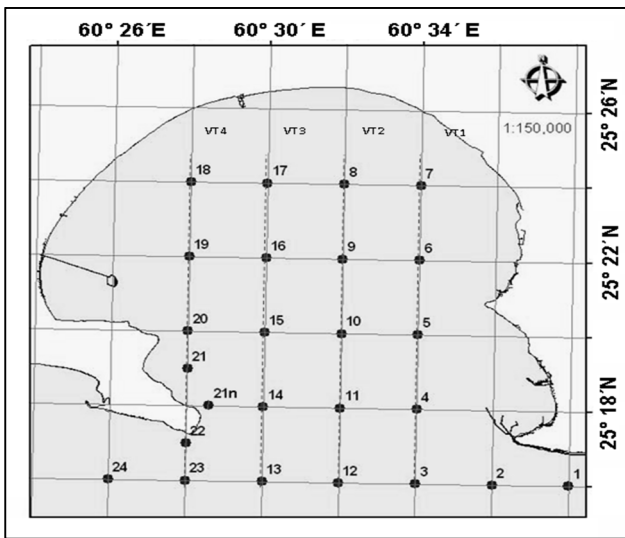 60° 26´ E 60° 30´ E 60° 34´ E
25° 26´N
VT4 VT3 VT2 VT1
1:150,000
18 17 8 7
19 16 9 6
25° 22´N
20 15 10 5
21
21n 14 11 4
25° 18´N
22
24 23 13 12 3 2 1